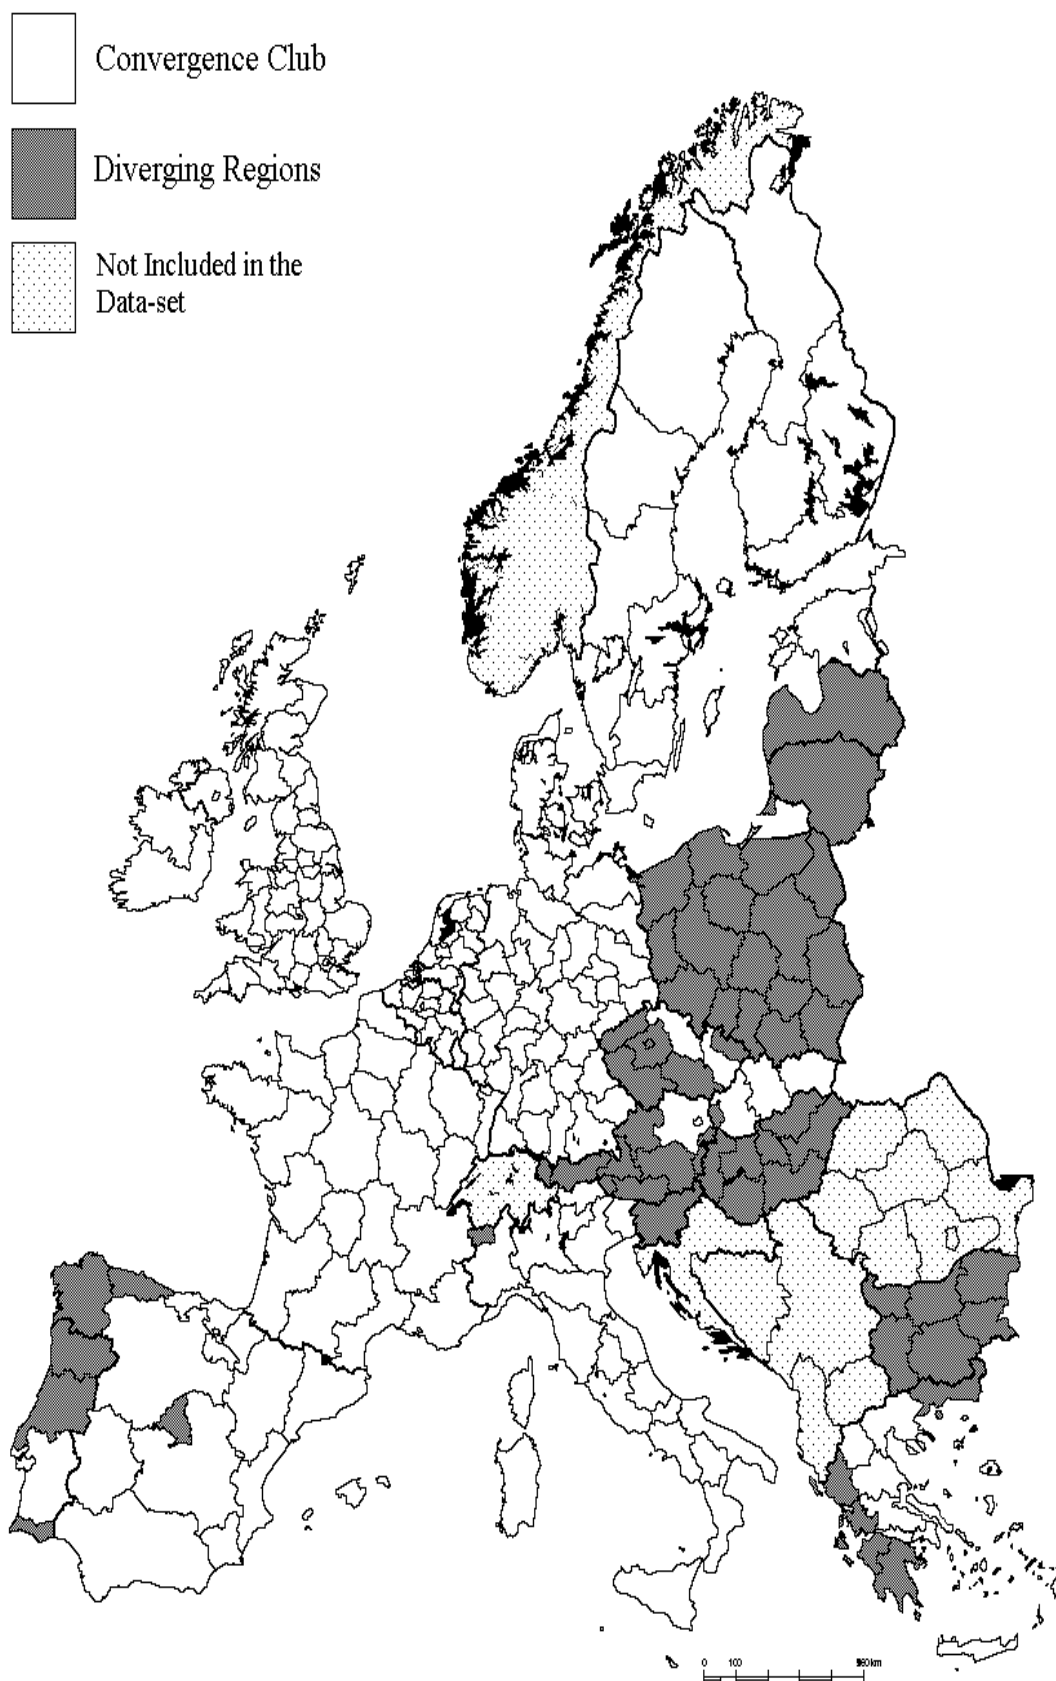 Convergence Club
Diverging Regions
Not Included in the
Data-set
0 100
km